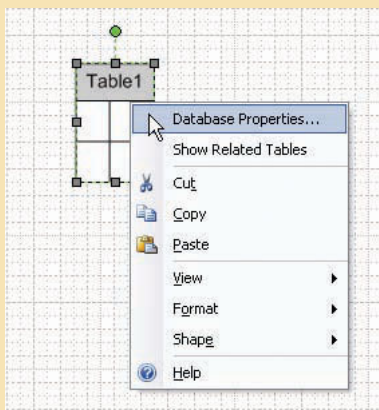 Table1
Database Properties...
Show Related Tables
Cut
Copy
Paste
View
Format
Shape
Help